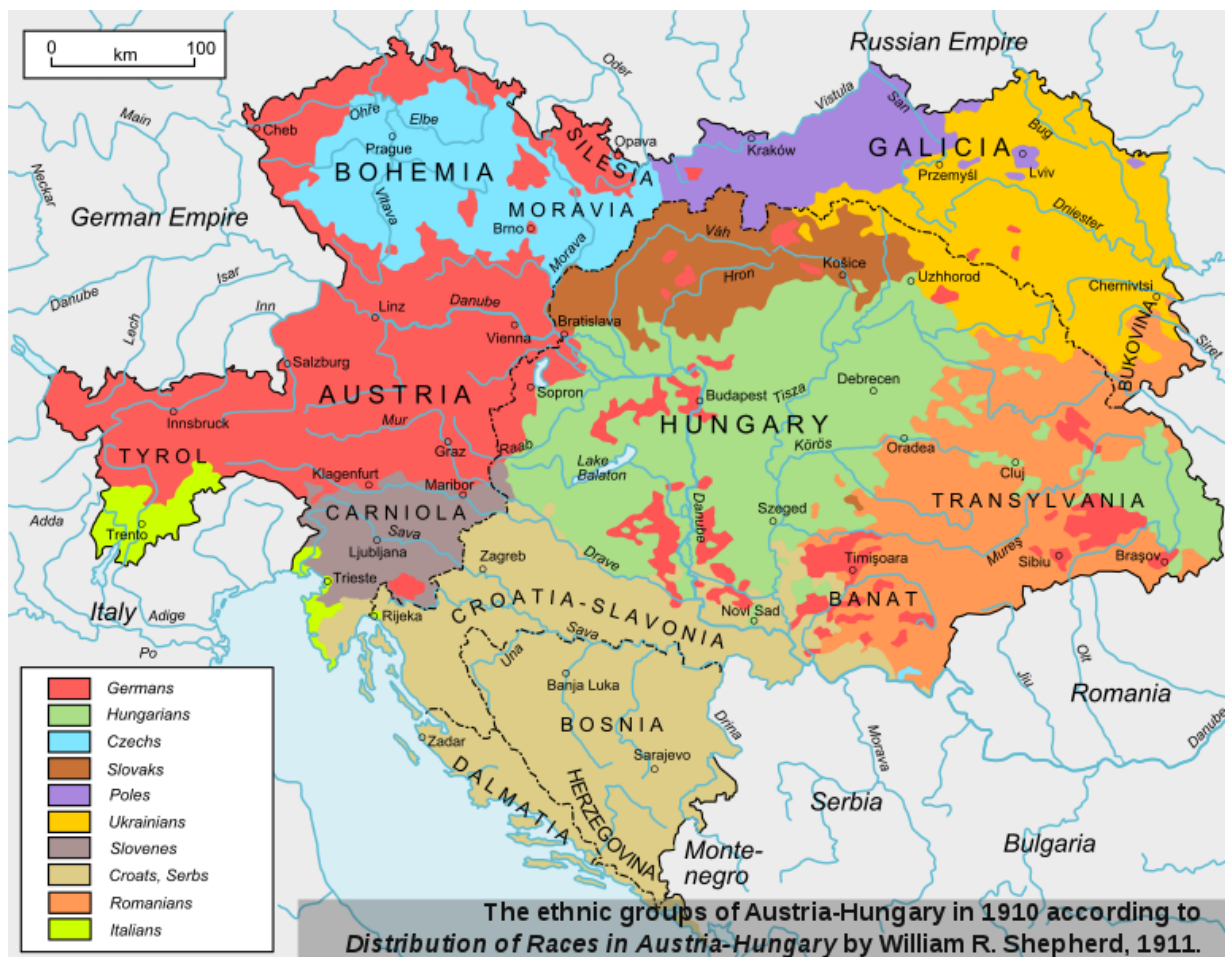 0 100
km
Russian Empire
Oder
Vistula
San
Main
Ohře
Elbe
Cheb
Prague
SILESIA
Opava
Kraków
GALICIA
Bug
BOHEMIA
Przemyśl
Lviv
Neckar
Vltava
MORAVIA
German Empire
Brno
Morava
Váh
Dniester
Hron
Košice
Uzhhorod
Chernivtsi
Isar
Danube
Inn
Lech
Linz
Danube
Vienna
Bratislava
BUKOVINA
Siret
Salzburg
AUSTRIA
Sopron
Budapest
Tisza
Debrecen
Innsbruck
Mur
HUNGARY
Graz
Raab
Körös
Oradea
TYROL
Klagenfurt
Maribor
Lake
Balaton
Cluj
CARNIOLA
Danube
TRANSYLVANIA
Adda
Trento
Sava
Ljubljana
Szeged
Mureș
Zagreb
Drave
Timişoara
Sibiu
Braşov
Trieste
Italy
Adige
Po
Rijeka
CROATIA-SLAVONIA
Novi Sad
BANAT
Sava
Una
Banja Luka
Olt
Jiu
Romania
Danube
BOSNIA
Drina
Morava
Zadar
Sarajevo
DALMATIA
HERZEGOVINA
Serbia
Monte-
negro
Bulgaria
Germans
Hungarians
Czechs
Slovaks
Poles
Ukrainians
Slovenes
Croats, Serbs
Romanians
Italians
The ethnic groups of Austria-Hungary in 1910 according to
Distribution of Races in Austria-Hungary by William R. Shepherd, 1911.